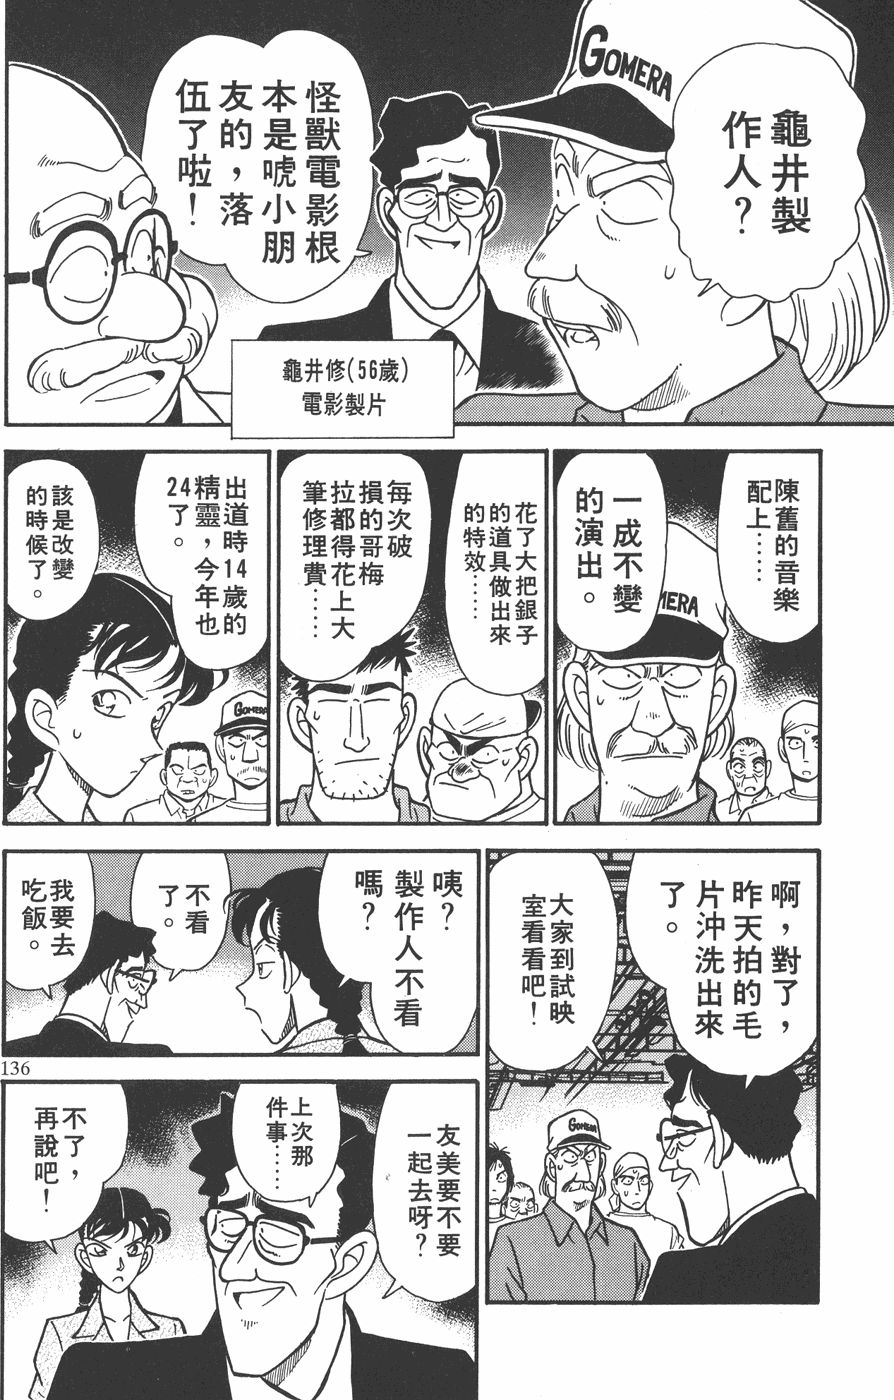 龜井製
作人？
GOMERA
怪獸電影根
本是唬小朋
友的，落
伍了啦！
龜井修(56歲)
電影製片
陳舊的音樂
配上……
一成不變
的演出。
MERA
花了大把銀子
的道具做出來
的特效……
每次破
損的哥梅
拉都得花上大
筆修理費……
出道時14歲的
精靈，今年也
24了。
該是改變
的時候了。
GOMERA
啊，對了，
昨天拍的毛
片沖洗出來
了。
大家到試映
室看看吧！
GOMERA
咦？
製作人不看
嗎？
不看
了。
我要去
吃飯。
136
友美要不要
一起去呀？
上次那
件事……
不了，
再說吧！